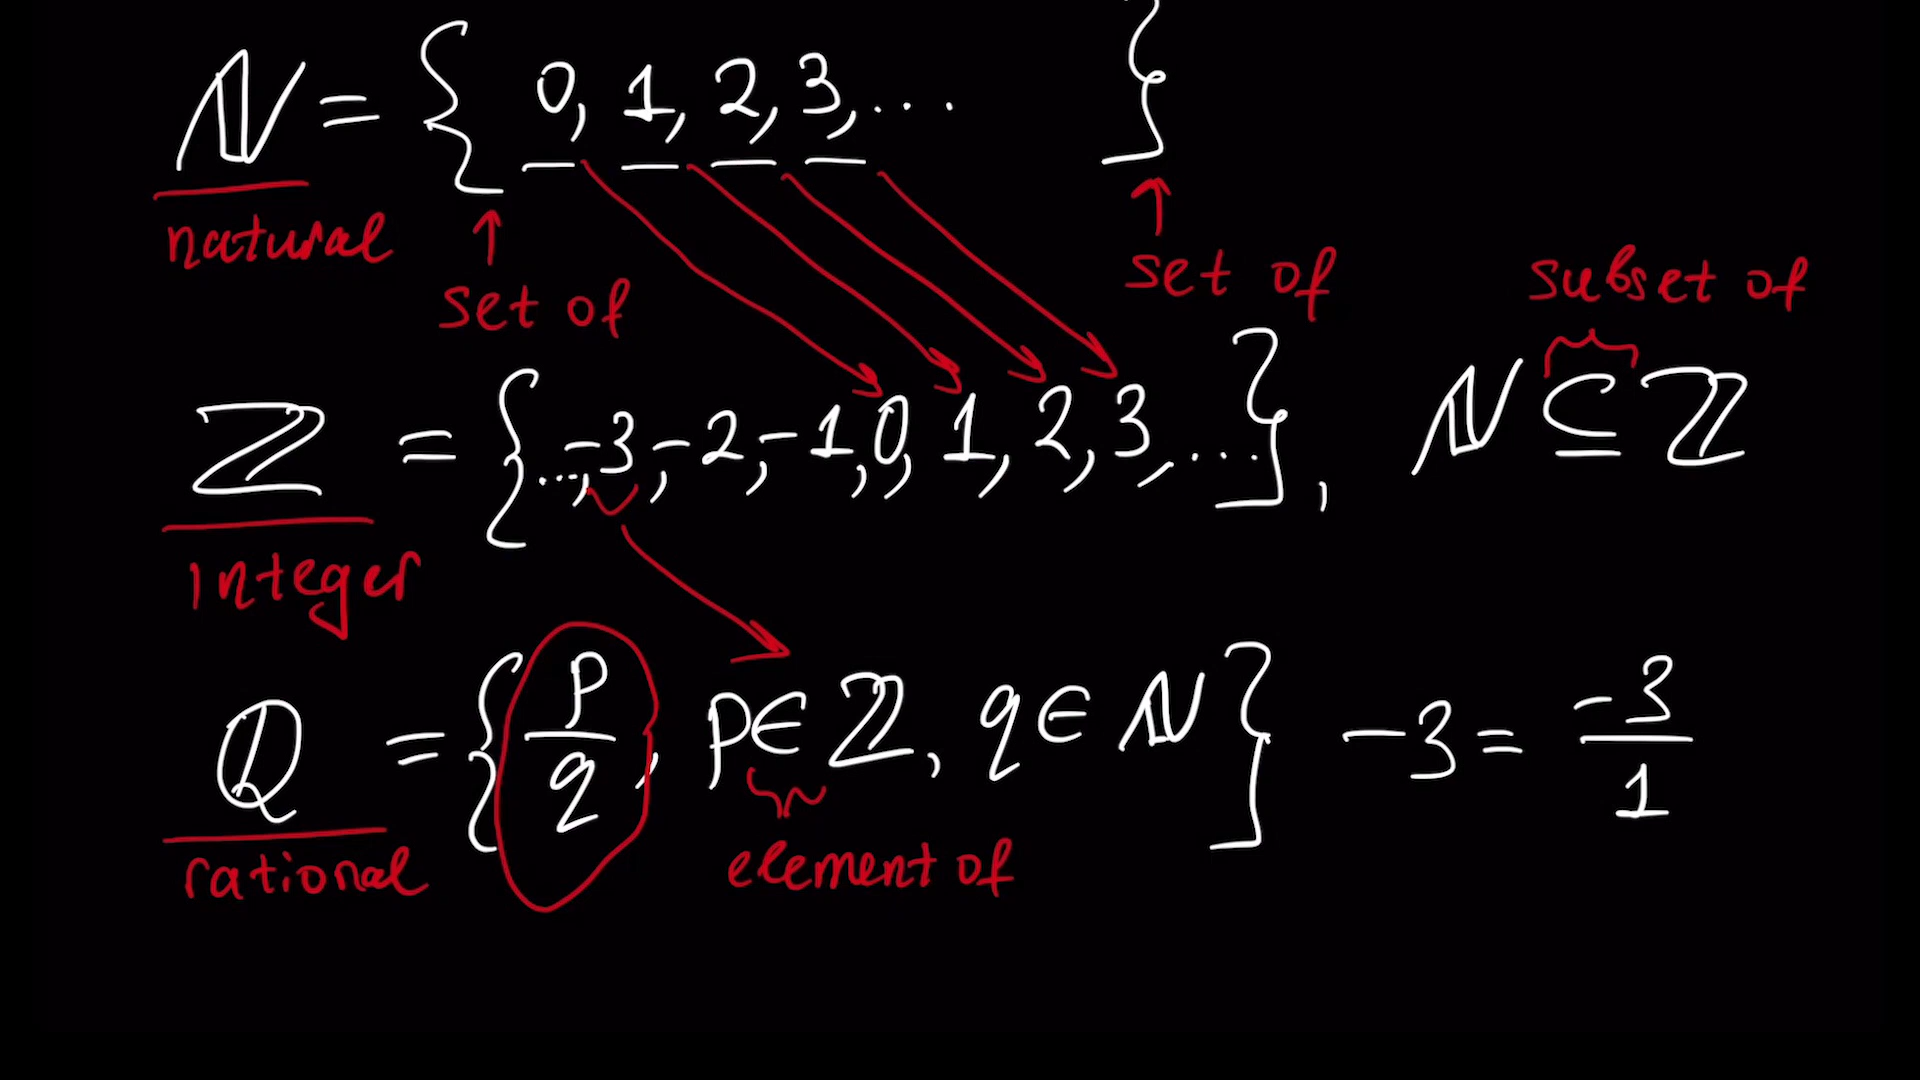 ℕ = { 0, 1, 2, 3, ... }
natural
set of
set of
subset of
ℤ = { ..., -3, -2, -1, 0, 1, 2, 3, ... }, ℕ ⊆ ℤ
integer
ℚ = { p/q, p ∈ ℤ, q ∈ ℕ } -3 = -3/1
rational
element of